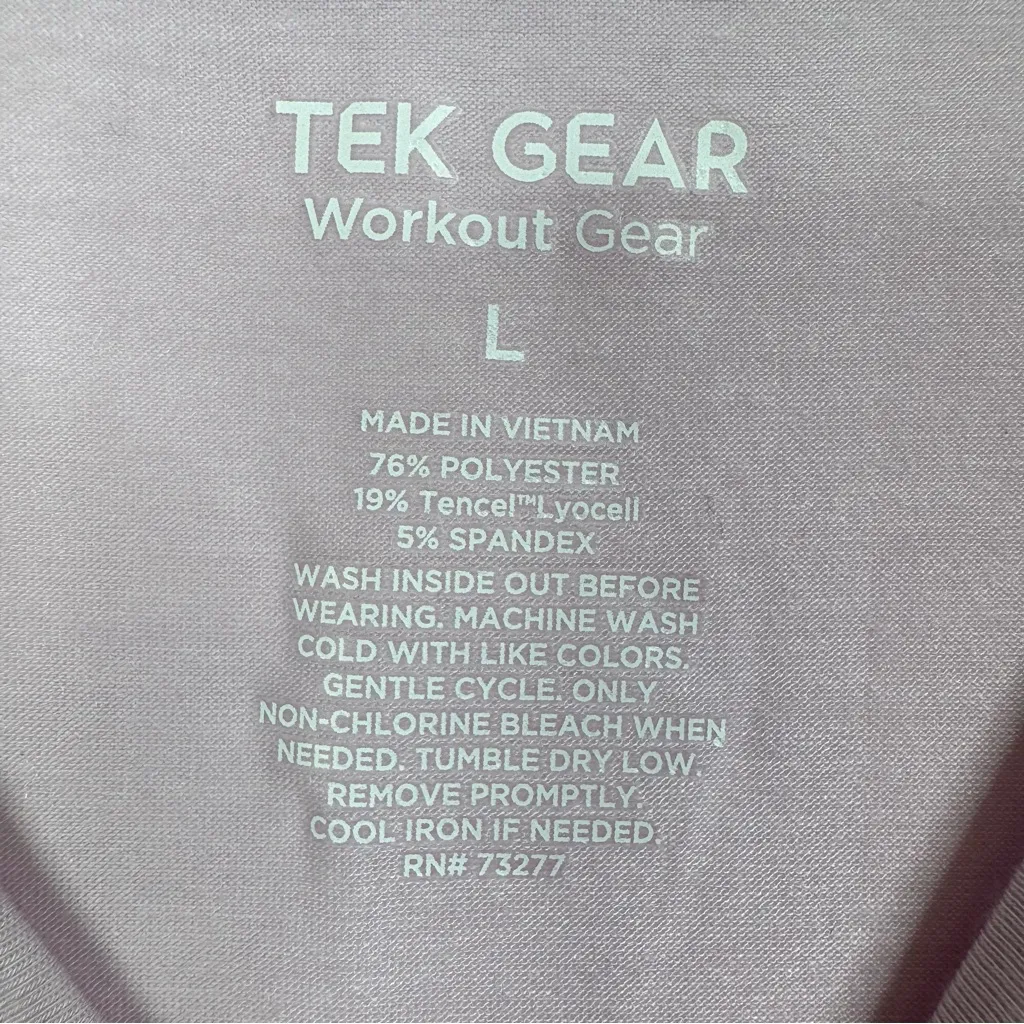 TEK GEAR
Workout Gear
L
MADE IN VIETNAM
76% POLYESTER
19% Tencel™Lyocell
5% SPANDEX
WASH INSIDE OUT BEFORE
WEARING. MACHINE WASH
COLD WITH LIKE COLORS.
GENTLE CYCLE. ONLY
NON-CHLORINE BLEACH WHEN
NEEDED. TUMBLE DRY LOW.
REMOVE PROMPTLY.
COOL IRON IF NEEDED.
RN# 73277